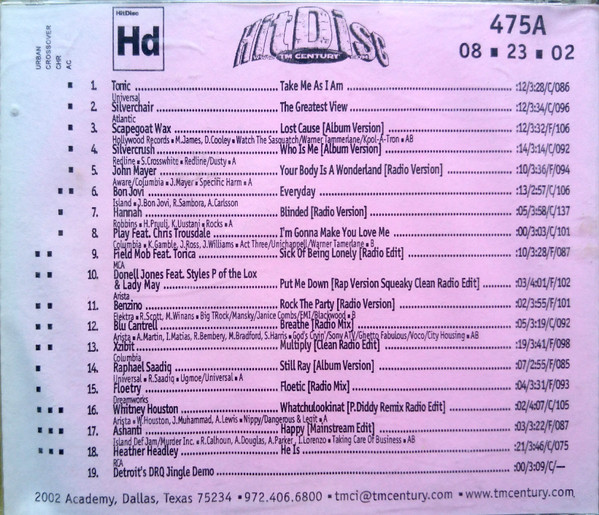 HitDisc
Hd
HitDisc
TM CENTURY
475A
08 ■ 23 ■ 02
URBAN
CROSSOVER
CHR
AC
■ 1. Tonic ........ Take Me As I Am ........ :12/3:28/C/086
Universal
■ 2. Silverchair ........ The Greatest View ........ :12/3:34/C/096
Atlantic
■ 3. Scapegoat Wax ........ Lost Cause [Album Version] ........ :12/3:32/F/106
Hollywood Records ■ M.James, D.Cooley ■ Watch The Sasquatch/Warner Tammerlane/Kpol-A-Tron ■ AB
■ 4. Silvercrush ........ Who Is Me [Album Version] ........ :14/3:14/C/092
Redline ■ S.Crosswhite ■ Redline/Dusty ■ A
■ 5. John Mayer ........ Your Body Is A Wonderland [Radio Version] ........ :10/3:36/F/094
Aware/Columbia ■ J.Mayer ■ Specific Harm ■ A
■ ■ 6. Bon Jovi ........ Everyday ........ :13/2:57/C/106
Island ■ J.Bon Jovi, R.Sambora, A.Carlsson
■ 7. Hannah ........ Blinded [Radio Version] ........ :05/3:58/C/137
Robbins ■ H.Pruuli, K.Uustani ■ Rocks ■ A
■ 8. Play Feat. Chris Trousdale ........ I'm Gonna Make You Love Me ........ :00/3:03/C/101
Columbia ■ K.Gamble, J.Ross, J.Williams ■ Act Three/Unichappell/Warner Tamerlane ■ B
■ ■ 9. Field Mob Feat. Torica ........ Sick Of Being Lonely [Radio Edit] ........ :10/3:28/F/087
MCA
■ ■ 10. Donell Jones Feat. Styles P of the Lox
& Lady May ........ Put Me Down [Rap Version Squeaky Clean Radio Edit] ........ :03/4:01/F/102
Arista
■ ■ 11. Benzino ........ Rock The Party [Radio Version] ........ :02/3:55/F/101
Elektra ■ R.Scott, M.Winans ■ Big TRock/Mansky/Janice Combs/EMI/Blackwood ■ B
■ ■ 12. Blu Cantrell ........ Breathe [Radio Mix] ........ :05/3:19/C/092
Arista ■ A.Martin, I.Matias, R.Bembery, M.Bradford, S.Harris ■ God's Cryin'/Sony ATV/Ghetto Fabulous/Voco/City Housing ■ AB
■ ■ 13. Xzibit ........ Multiply [Clean Radio Edit] ........ :19/3:41/F/098
Columbia
■ 14. Raphael Saadiq ........ Still Ray [Album Version] ........ :07/2:55/F/085
Universal ■ R.Saadiq ■ Ugmoe/Universal ■ A
■ 15. Floetry ........ Floetic [Radio Mix] ........ :04/3:31/F/093
Dreamworks
■ ■ ■ 16. Whitney Houston ........ Whatchulookinat [P.Diddy Remix Radio Edit] ........ :02/4:07/C/105
Arista ■ W.Houston, J.Muhammad, A.Lewis ■ Nippy/Dangerous & Legit ■ A
■ ■ ■ 17. Ashanti ........ Happy [Mainstream Edit] ........ :03/3:22/F/087
Island Def Jam/Murder Inc. ■ R.Calhoun, A.Douglas, A.Parker, I.Lorenzo ■ Taking Care Of Business ■ AB
■ ■ ■ 18. Heather Headley ........ He Is ........ :21/3:46/C/075
RCA
19. Detroit's DRQ Jingle Demo ........ :00/3:09/C/—
2002 Academy, Dallas, Texas 75234 ■ 972.406.6800 ■ tmci@tmcentury.com ■ www.tmcentury.com